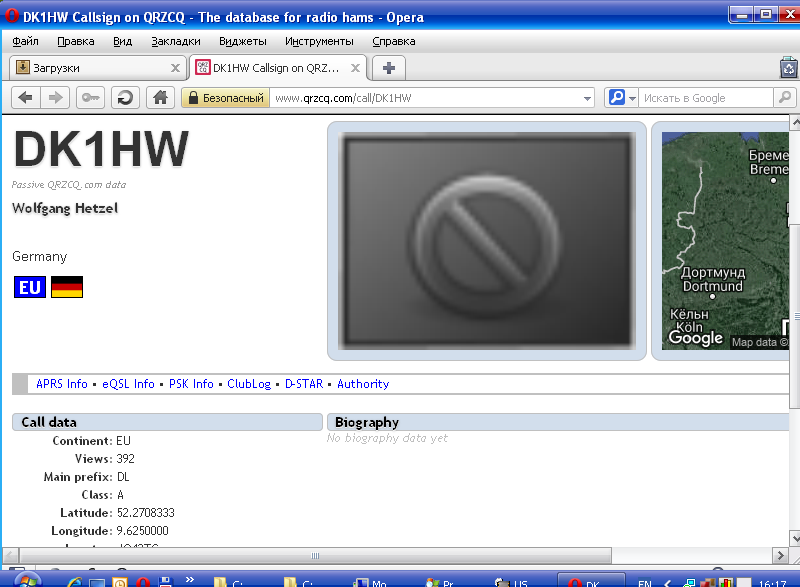 DK1HW Callsign on QRZCQ - The database for radio hams - Opera
Файл Правка Вид Закладки Виджеты Инструменты Справка
Загрузки
QRZ CQ DK1HW Callsign on QRZ...
Безопасный www.qrzcq.com/call/DK1HW
Искать в Google
DK1HW
Passive QRZCQ.com data
Wolfgang Hetzel
Germany
EU
Бреме
Breme
Дортмунд
Dortmund
Кёльн
Köln
Google
Map data ©
APRS Info • eQSL Info • PSK Info • ClubLog • D-STAR • Authority
Call data
Biography
No biography data yet
Continent: EU
Views: 392
Main prefix: DL
Class: A
Latitude: 52.2708333
Longitude: 9.6250000
C:
C:
Mo
Pr
US
DK
EN
16:17